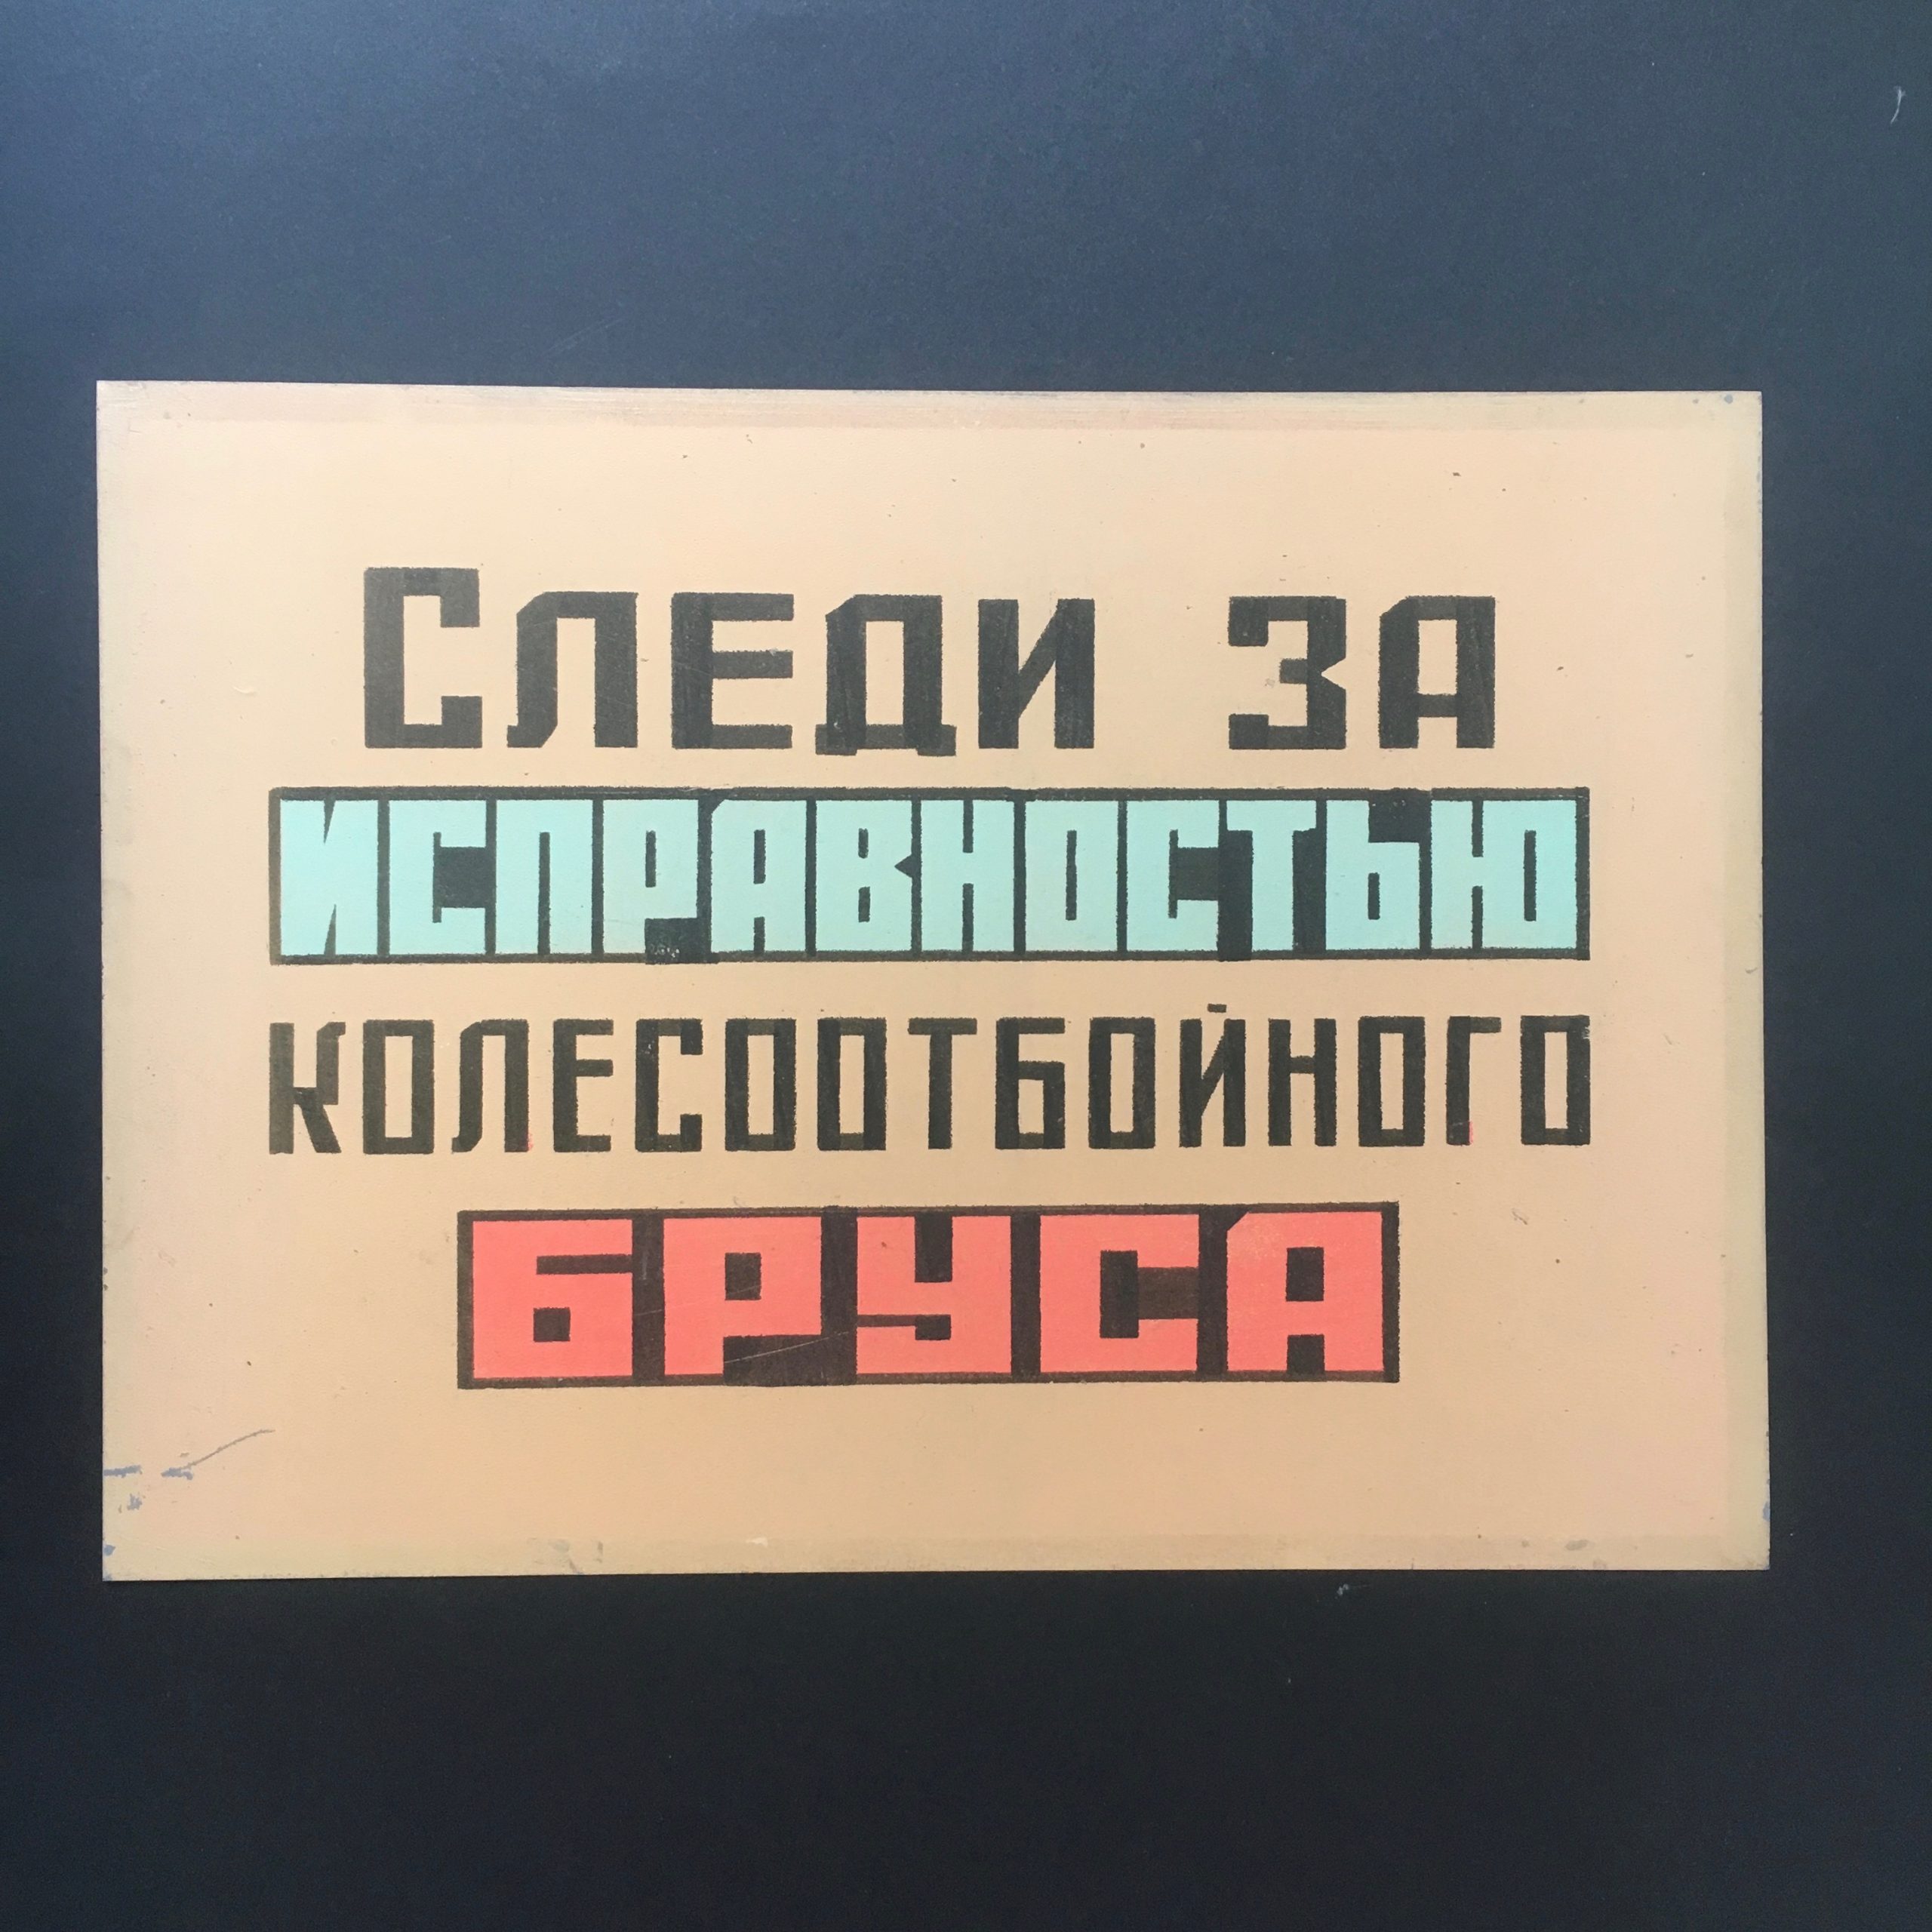 Следи за
ИСПРАВНОСТЬЮ
КОЛЕСООТБОЙНОГО
БРУСА